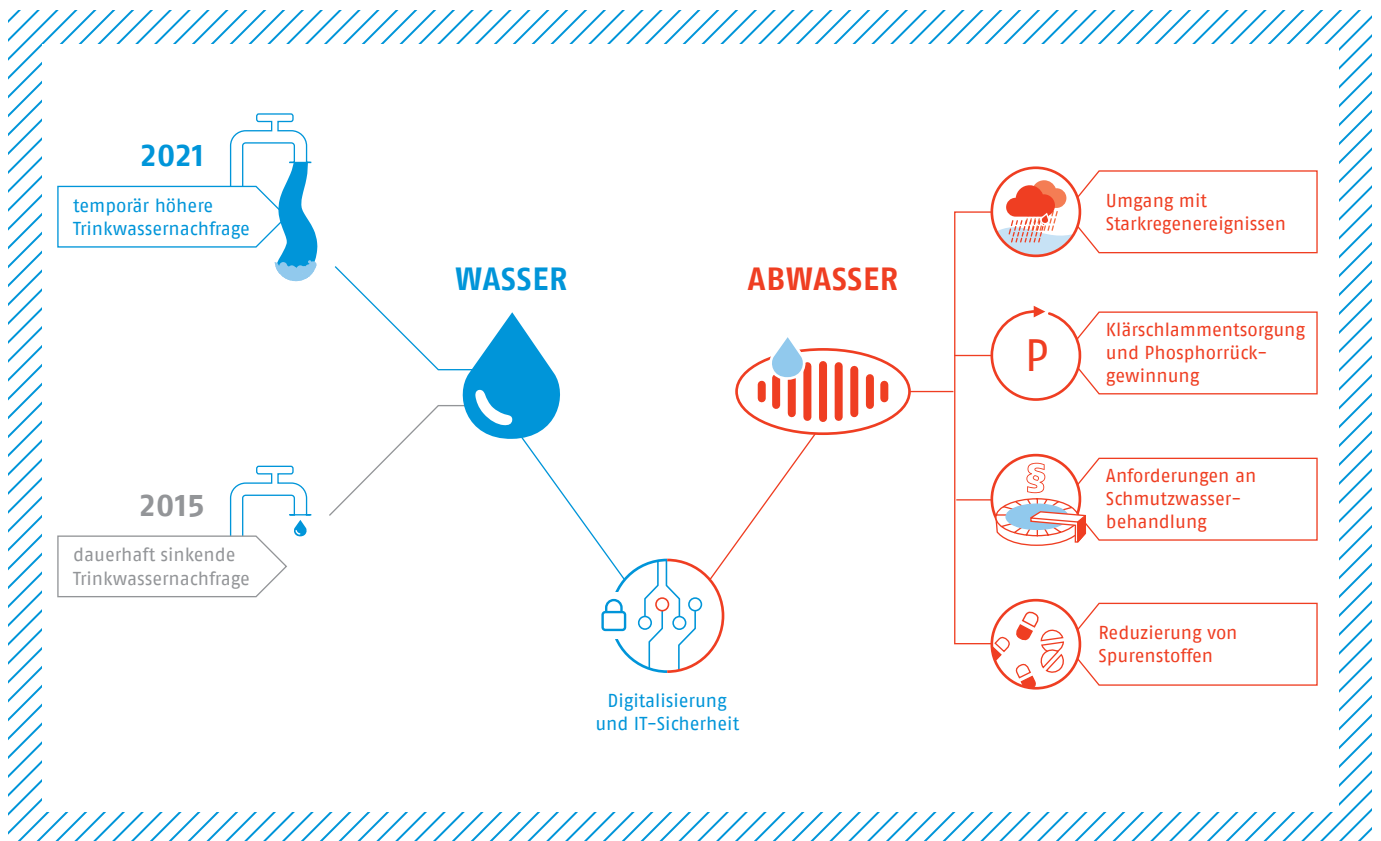 2021
temporär höhere
Trinkwassernachfrage
2015
dauerhaft sinkende
Trinkwassernachfrage
WASSER
ABWASSER
Digitalisierung
und IT-Sicherheit
Umgang mit
Starkregenereignissen
P
Klärschlammentsorgung
und Phosphorrück-
gewinnung
§
Anforderungen an
Schmutzwasser-
behandlung
Reduzierung von
Spurenstoffen